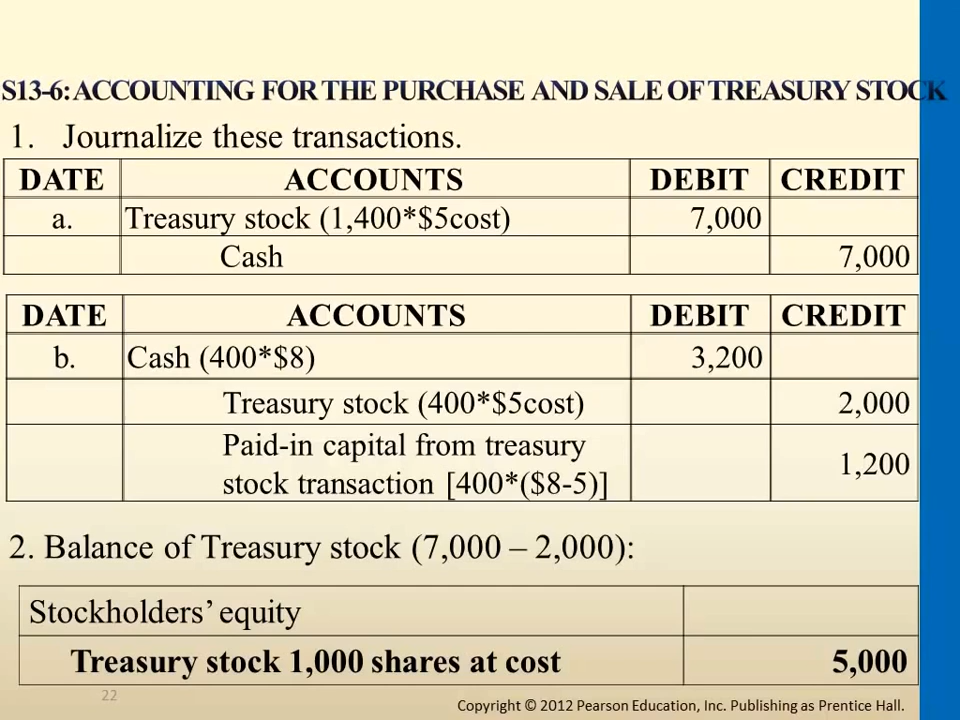 S13-6: ACCOUNTING FOR THE PURCHASE AND SALE OF TREASURY STOCK
1. Journalize these transactions.
DATE ACCOUNTS DEBIT CREDIT
a. Treasury stock (1,400*$5cost) 7,000
Cash 7,000
DATE ACCOUNTS DEBIT CREDIT
b. Cash (400*$8) 3,200
Treasury stock (400*$5cost) 2,000
Paid-in capital from treasury
stock transaction [400*($8-5)] 1,200
2. Balance of Treasury stock (7,000 – 2,000):
Stockholders’ equity
Treasury stock 1,000 shares at cost 5,000
22
Copyright © 2012 Pearson Education, Inc. Publishing as Prentice Hall.